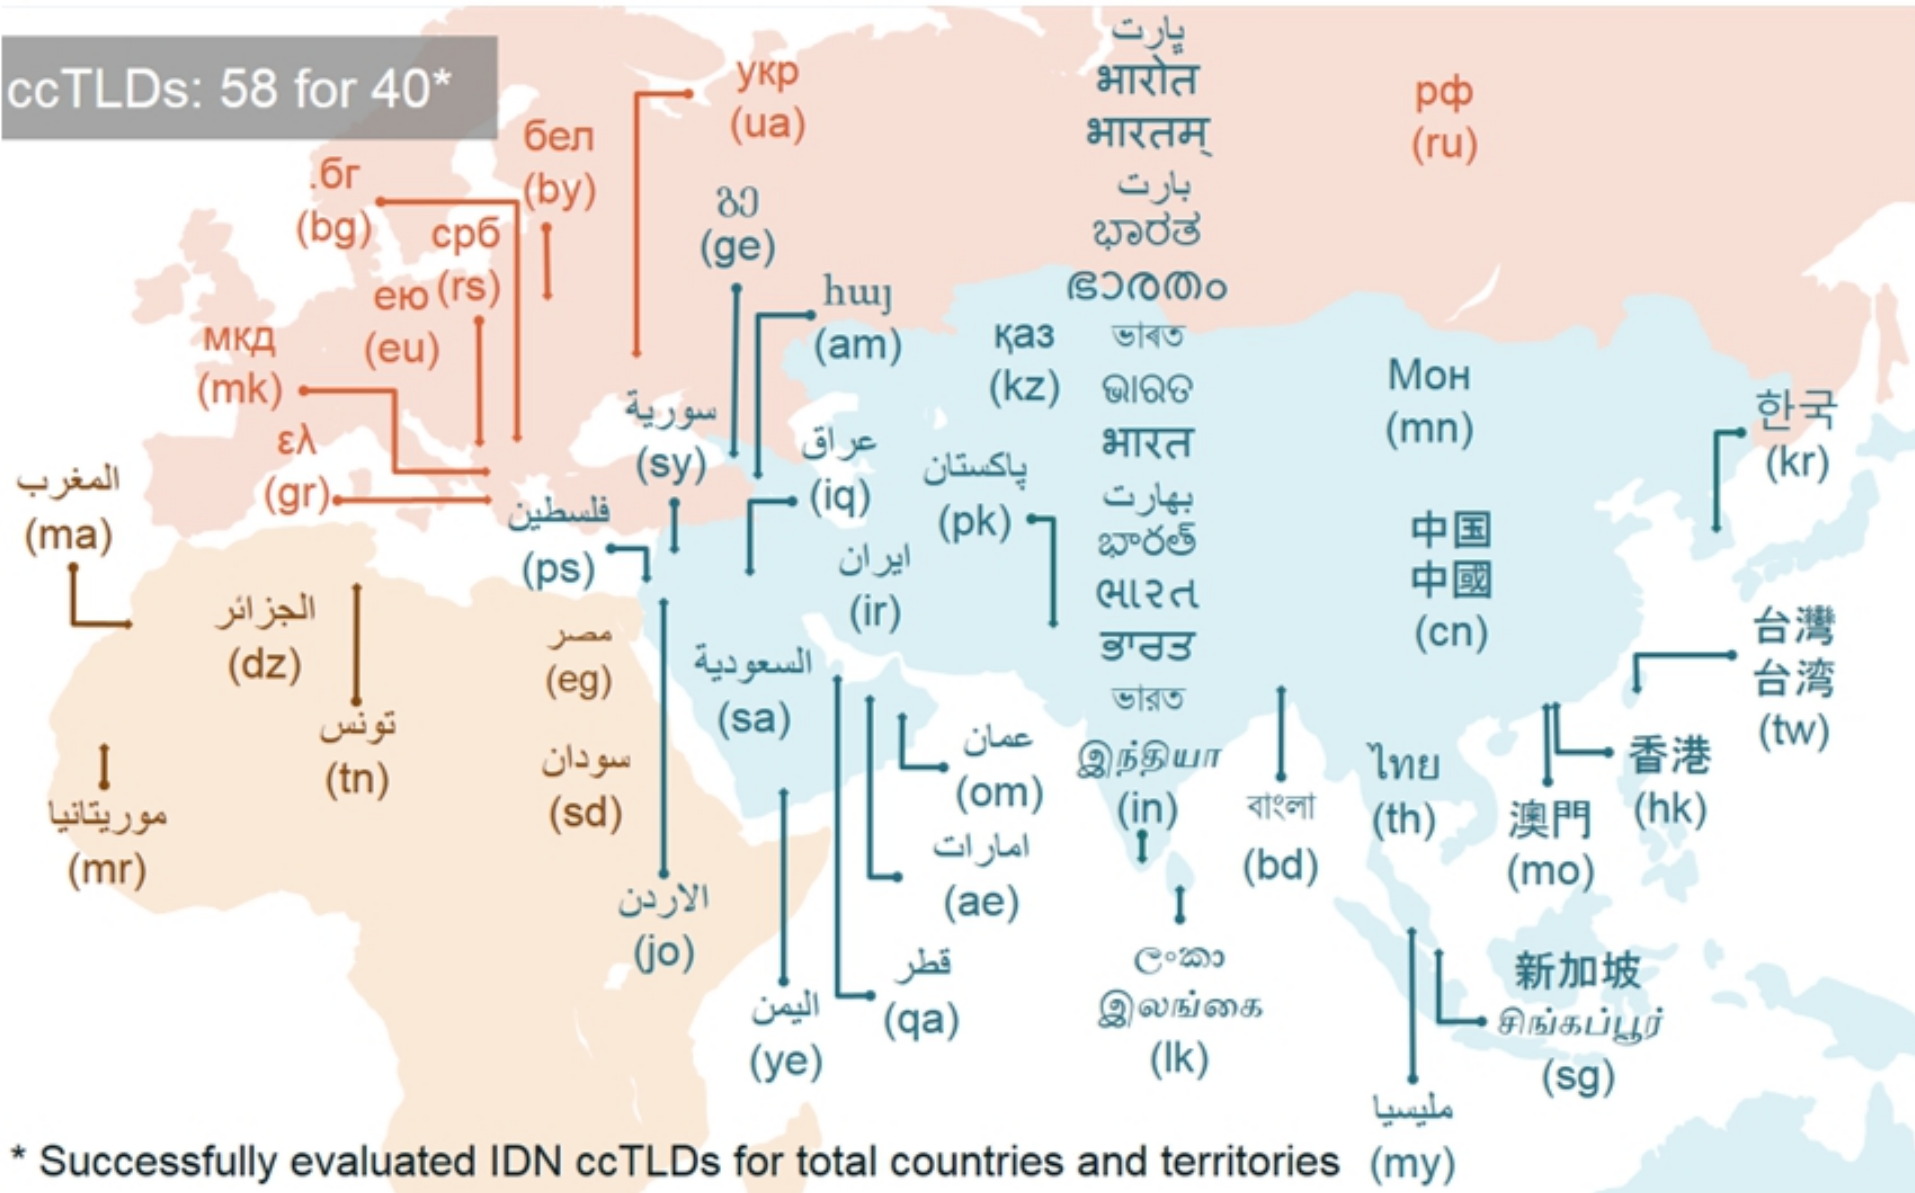 ccTLDs: 58 for 40*
укр
(ua)
бел
(by)
.бг
(bg)
срб
(rs)
ею
(eu)
мкд
(mk)
ελ
(gr)
рф
(ru)
გე
(ge)
հայ
(am)
қаз
(kz)
ڀارت
भारोत
भारतम्
بارت
ಭಾರತ
ഭാരതം
ভাৰত
ଭାରତ
भारत
بھارت
భారత్
ભારત
ਭਾਰਤ
ভারত
இந்தியா
(in)
Мон
(mn)
한국
(kr)
中国
中國
(cn)
台灣
台湾
(tw)
香港
(hk)
澳門
(mo)
ไทย
(th)
বাংলা
(bd)
ලංකා
இலங்கை
(lk)
新加坡
சிங்கப்பூர்
(sg)
مليسيا
(my)
سورية
(sy)
عراق
(iq)
پاکستان
(pk)
ایران
(ir)
فلسطين
(ps)
السعودية
(sa)
عمان
(om)
امارات
(ae)
قطر
(qa)
اليمن
(ye)
الاردن
(jo)
المغرب
(ma)
الجزائر
(dz)
تونس
(tn)
مصر
(eg)
سودان
(sd)
موريتانيا
(mr)
* Successfully evaluated IDN ccTLDs for total countries and territories